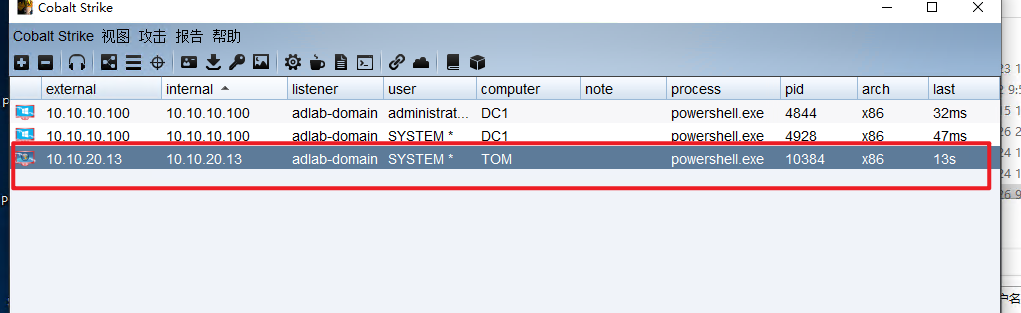 Cobalt Strike
Cobalt Strike 视图 攻击 报告 帮助
external internal listener user computer note process pid arch last
10.10.10.100 10.10.10.100 adlab-domain administrat... DC1 powershell.exe 4844 x86 32ms
10.10.10.100 10.10.10.100 adlab-domain SYSTEM * DC1 powershell.exe 4928 x86 47ms
10.10.20.13 10.10.20.13 adlab-domain SYSTEM * TOM powershell.exe 10384 x86 13s
户名